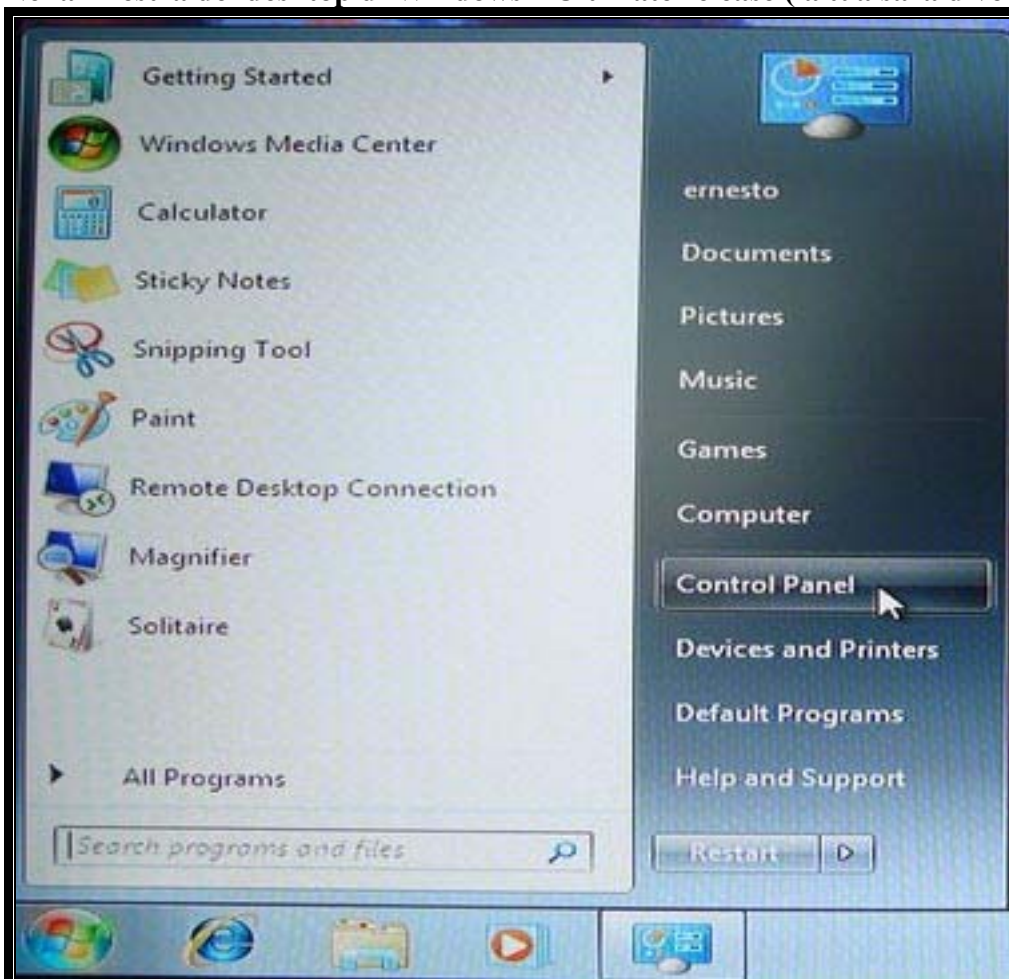 Getting Started
Windows Media Center
Calculator
Sticky Notes
Snipping Tool
Paint
Remote Desktop Connection
Magnifier
Solitaire
All Programs
Search programs and files
ernesto
Documents
Pictures
Music
Games
Computer
Control Panel
Devices and Printers
Default Programs
Help and Support
Restart